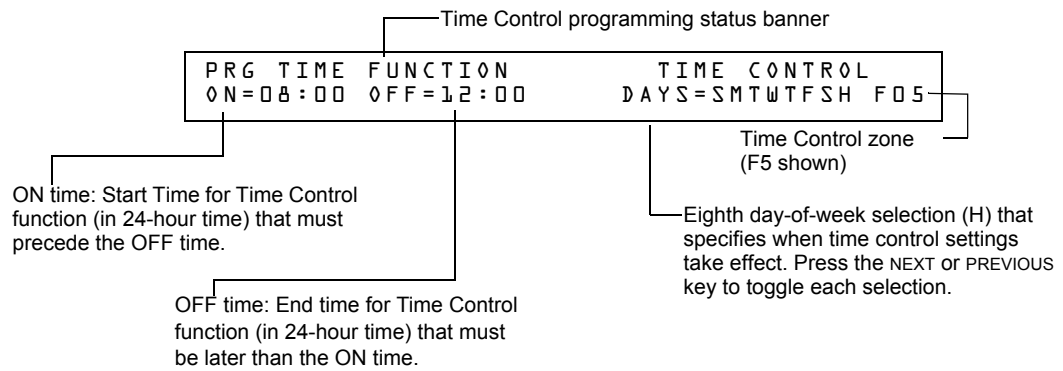 Time Control programming status banner
PRG TIME FUNCTION TIME CONTROL
ON=08:00 OFF=12:00 DAYS=SMTWTFSH F05
Time Control zone
(F5 shown)
ON time: Start Time for Time Control
function (in 24-hour time) that must
precede the OFF time.
Eighth day-of-week selection (H) that
specifies when time control settings
take effect. Press the NEXT or PREVIOUS
key to toggle each selection.
OFF time: End time for Time Control
function (in 24-hour time) that must
be later than the ON time.